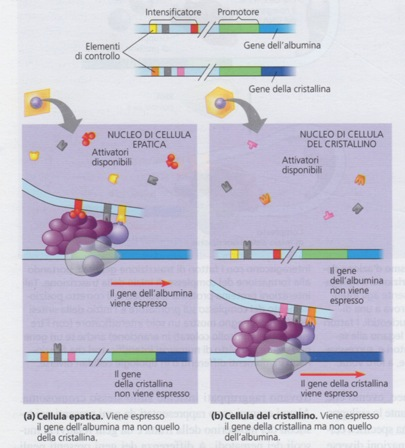 Intensificatore Promotore
Elementi
di controllo
Gene dell'albumina
Gene della cristallina
NUCLEO DI CELLULA
EPATICA
Attivatori
disponibili
Il gene
dell'albumina
viene espresso
Il gene
della cristallina
non viene espresso
(a) Cellula epatica. Viene espresso
il gene dell'albumina ma non quello
della cristallina.
NUCLEO DI CELLULA
DEL CRISTALLINO
Attivatori
disponibili
Il gene
dell'albumina
non viene
espresso
Il gene della cristallina
viene espresso
(b) Cellula del cristallino. Viene espresso
il gene della cristallina ma non quello
dell'albumina.